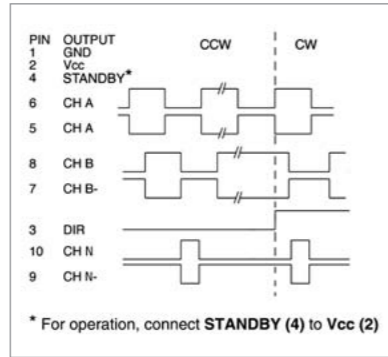 PIN OUTPUT
1 GND
2 Vcc
4 STANDBY*
CCW CW
6 CH A
5 CH A
8 CH B
7 CH B-
3 DIR
10 CH N
9 CH N-
* For operation, connect STANDBY (4) to Vcc (2)